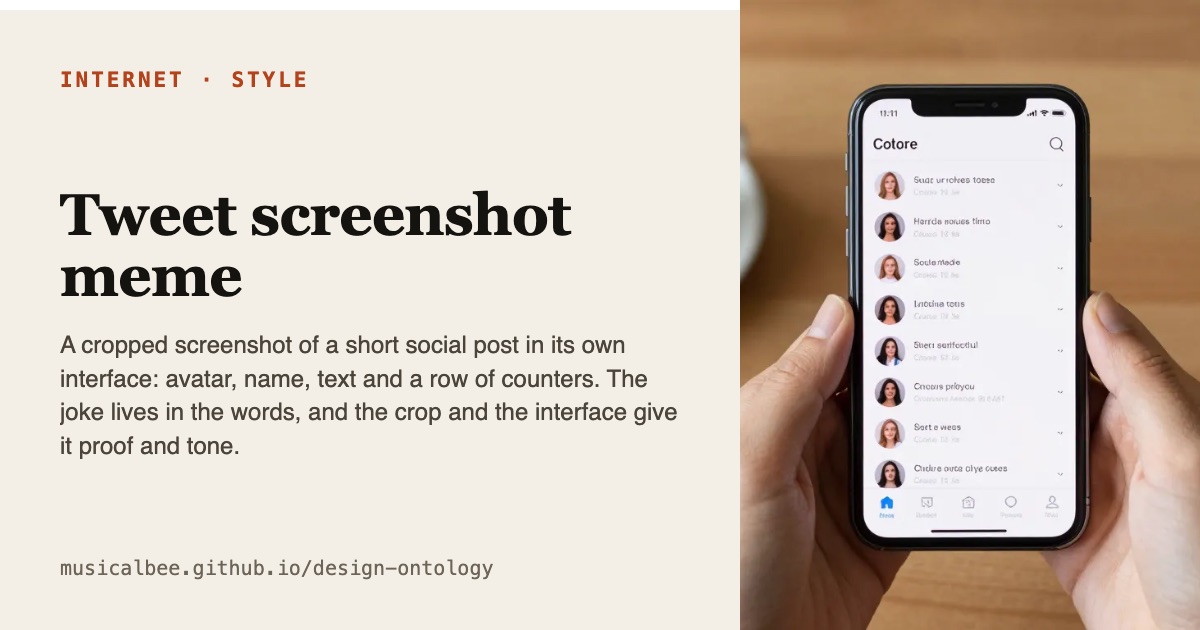 INTERNET · STYLE
Tweet screenshot
meme
A cropped screenshot of a short social post in its own
interface: avatar, name, text and a row of counters. The
joke lives in the words, and the crop and the interface give
it proof and tone.
musicalbee.github.io/design-ontology
11:11
Cotore